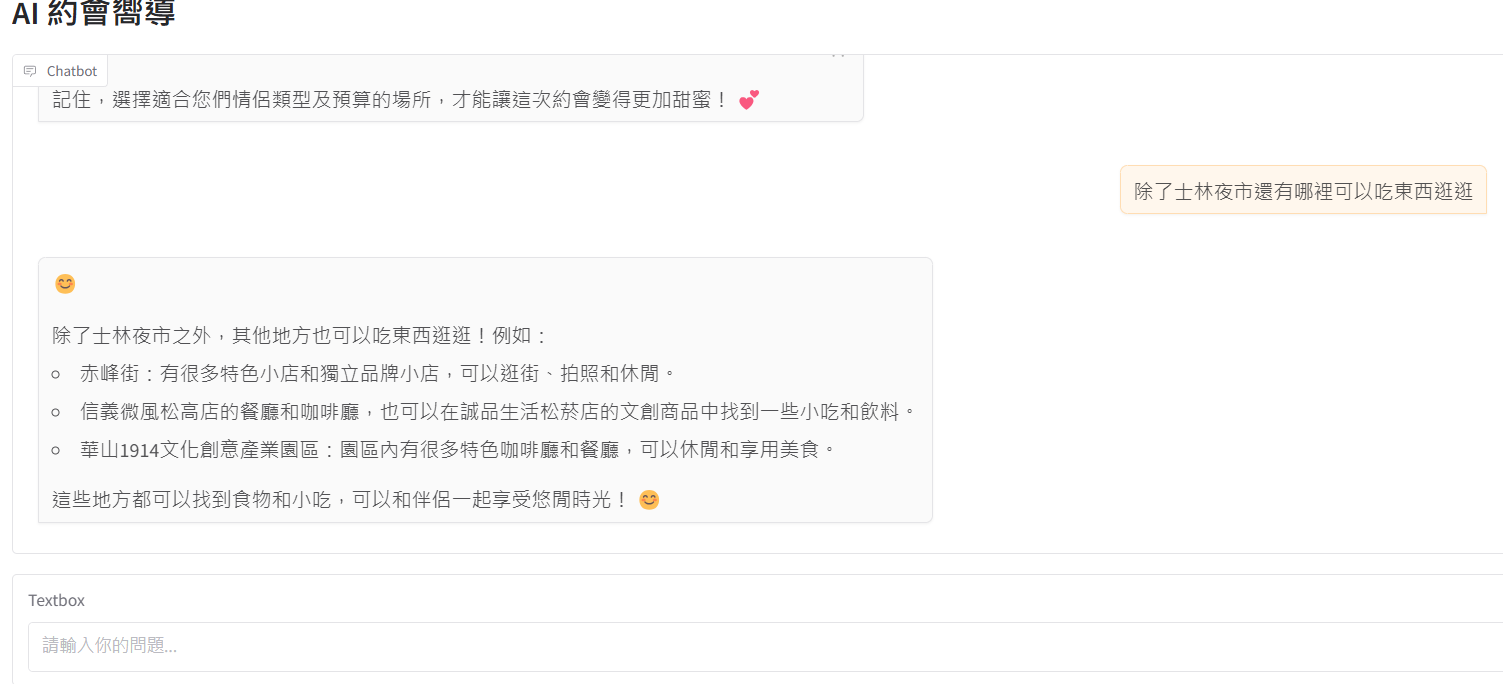 AI 約會嚮導
Chatbot
記住，選擇適合您們情侶類型及預算的場所，才能讓這次約會變得更加甜蜜！ 💕
除了士林夜市還有哪裡可以吃東西逛逛
😊
除了士林夜市之外，其他地方也可以吃東西逛逛！例如：
赤峰街：有很多特色小店和獨立品牌小店，可以逛街、拍照和休閒。
信義微風松高店的餐廳和咖啡廳，也可以在誠品生活松菸店的文創商品中找到一些小吃和飲料。
華山1914文化創意產業園區：園區內有很多特色咖啡廳和餐廳，可以休閒和享用美食。
這些地方都可以找到食物和小吃，可以和伴侶一起享受悠閒時光！ 😊
Textbox
請輸入你的問題...